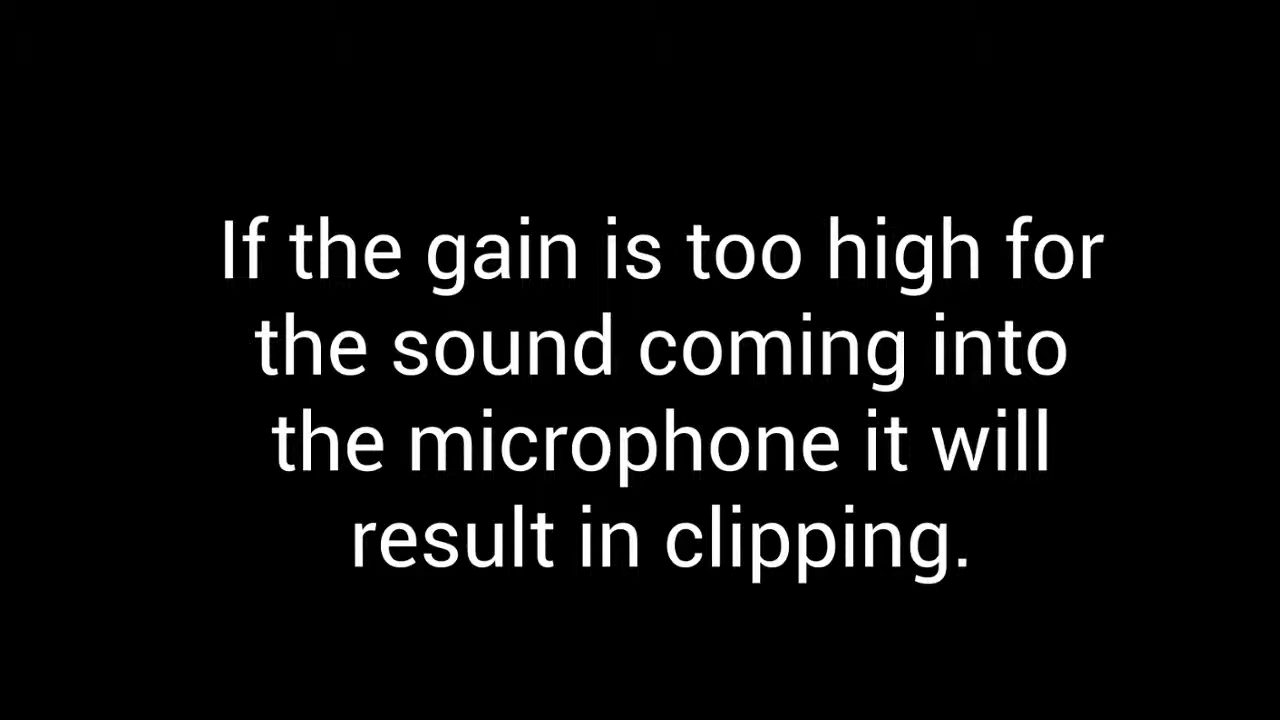 If the gain is too high for
the sound coming into
the microphone it will
result in clipping.